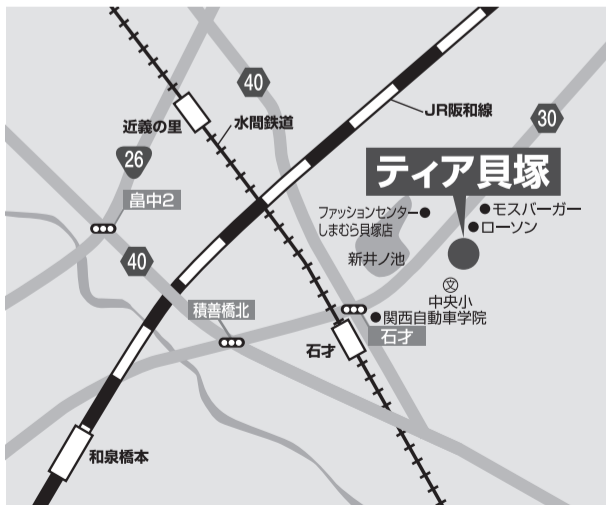 40
JR阪和線
近義の里
水間鉄道
30
26
ティア貝塚
畠中2
ファッションセンター
しまむら貝塚店
モスバーガー
ローソン
新井ノ池
40
文
中央小
積善橋北
関西自動車学院
石才
石才
和泉橋本